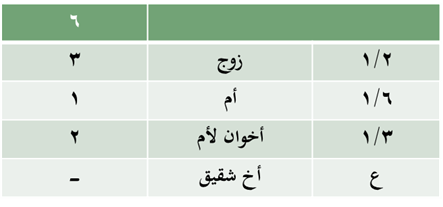 ٦
١/٢ زوج ٣
١/٦ أم ١
١/٣ أخوان لأم ٢
ع أخ شقيق -